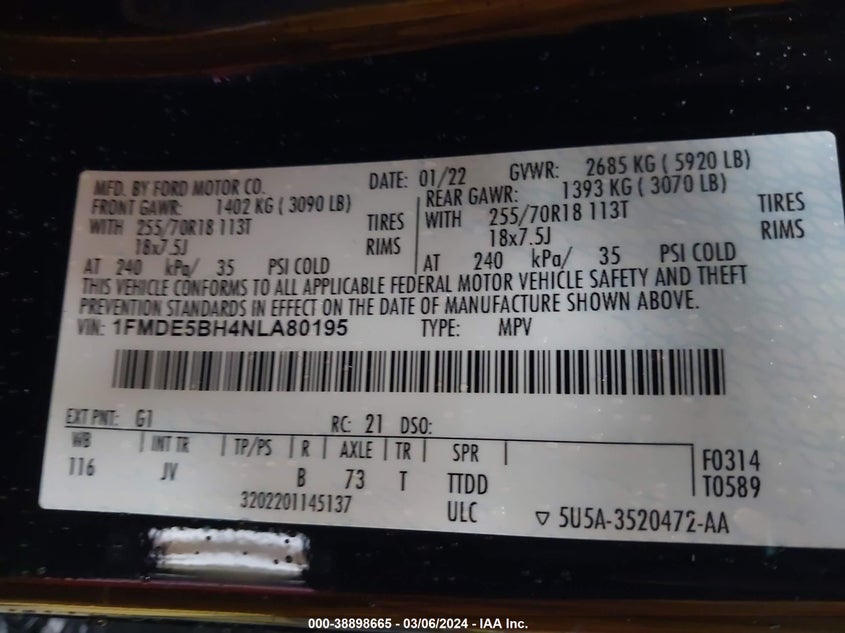 MFD. BY FORD MOTOR CO. DATE: 01/22 GVWR: 2685 KG ( 5920 LB)
FRONT GAWR: 1402 KG ( 3090 LB) REAR GAWR: 1393 KG ( 3070 LB)
WITH 255/70R18 113T TIRES WITH 255/70R18 113T TIRES
18x7.5J RIMS 18x7.5J RIMS
AT 240 kPa/ 35 PSI COLD AT 240 kPa/ 35 PSI COLD
THIS VEHICLE CONFORMS TO ALL APPLICABLE FEDERAL MOTOR VEHICLE SAFETY AND THEFT
PREVENTION STANDARDS IN EFFECT ON THE DATE OF MANUFACTURE SHOWN ABOVE.
VIN: 1FMDE5BH4NLA80195 TYPE: MPV
EXT PNT: G1 RC: 21 DSO:
WB | INT TR | TP/PS | R | AXLE | TR | SPR | F0314
116 JV B 73 T TTDD T0589
3202201145137 ULC ▽ 5U5A-3520472-AA
000-38898665 - 03/06/2024 - IAA Inc.